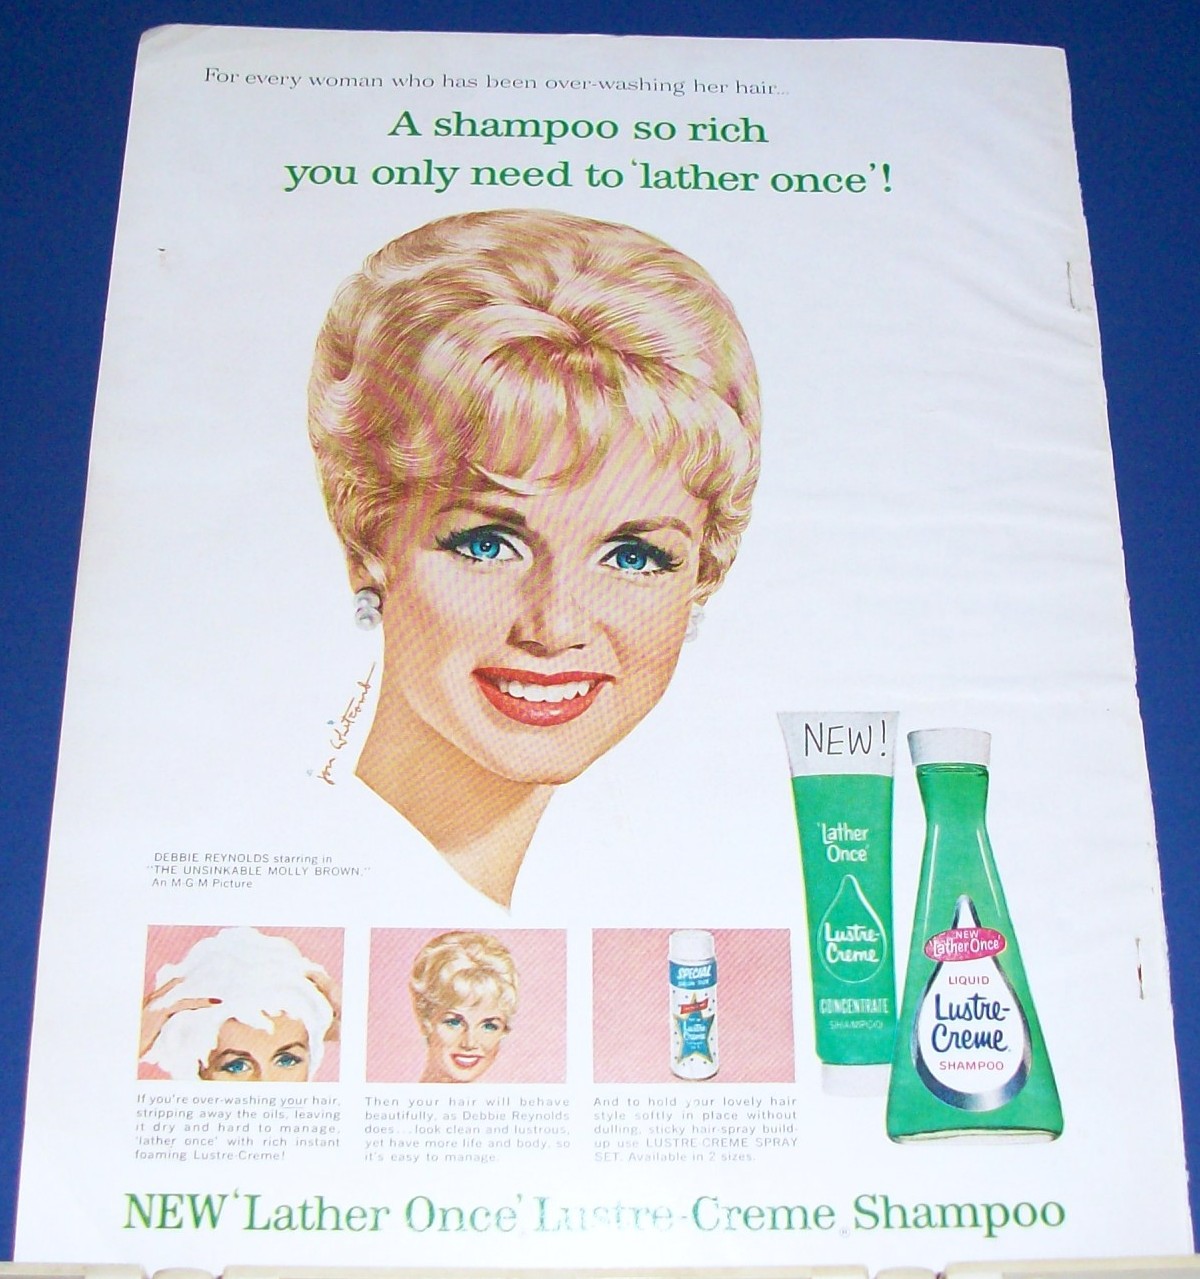 For every woman who has been over-washing her hair...
A shampoo so rich
you only need to 'lather once'!
Jon Whitcomb
DEBBIE REYNOLDS starring in
"THE UNSINKABLE MOLLY BROWN,"
An M-G-M Picture
NEW!
'Lather
Once'
Lustre-
Creme
CONCENTRATE
SHAMPOO
NEW
'Lather Once'
LIQUID
Lustre-
Creme
SHAMPOO
SPECIAL
Lustre
Creme
If you're over-washing your hair,
stripping away the oils, leaving
it dry and hard to manage,
'lather once' with rich instant
foaming Lustre-Creme!
Then your hair will behave
beautifully, as Debbie Reynolds
does...look clean and lustrous,
yet have more life and body, so
it's easy to manage.
And to hold your lovely hair
style softly in place without
dulling, sticky hair-spray build-
up use LUSTRE-CREME SPRAY
SET. Available in 2 sizes.
NEW 'Lather Once' Lustre-Creme® Shampoo